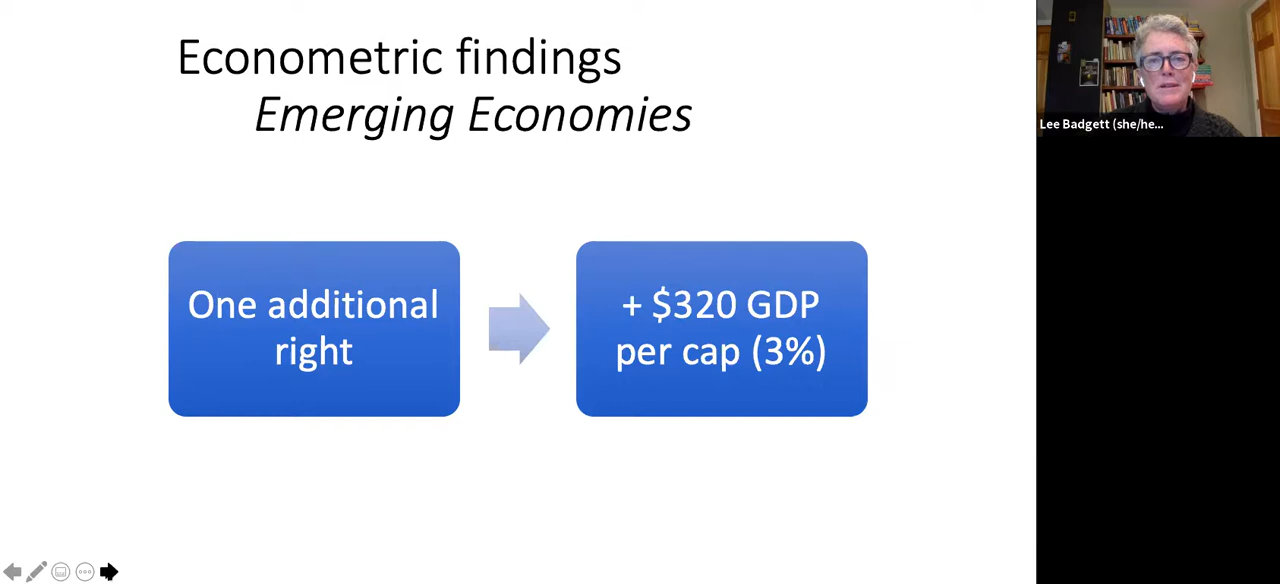 Econometric findings
Emerging Economies
One additional
right
+ $320 GDP
per cap (3%)
Lee Badgett (she/he...